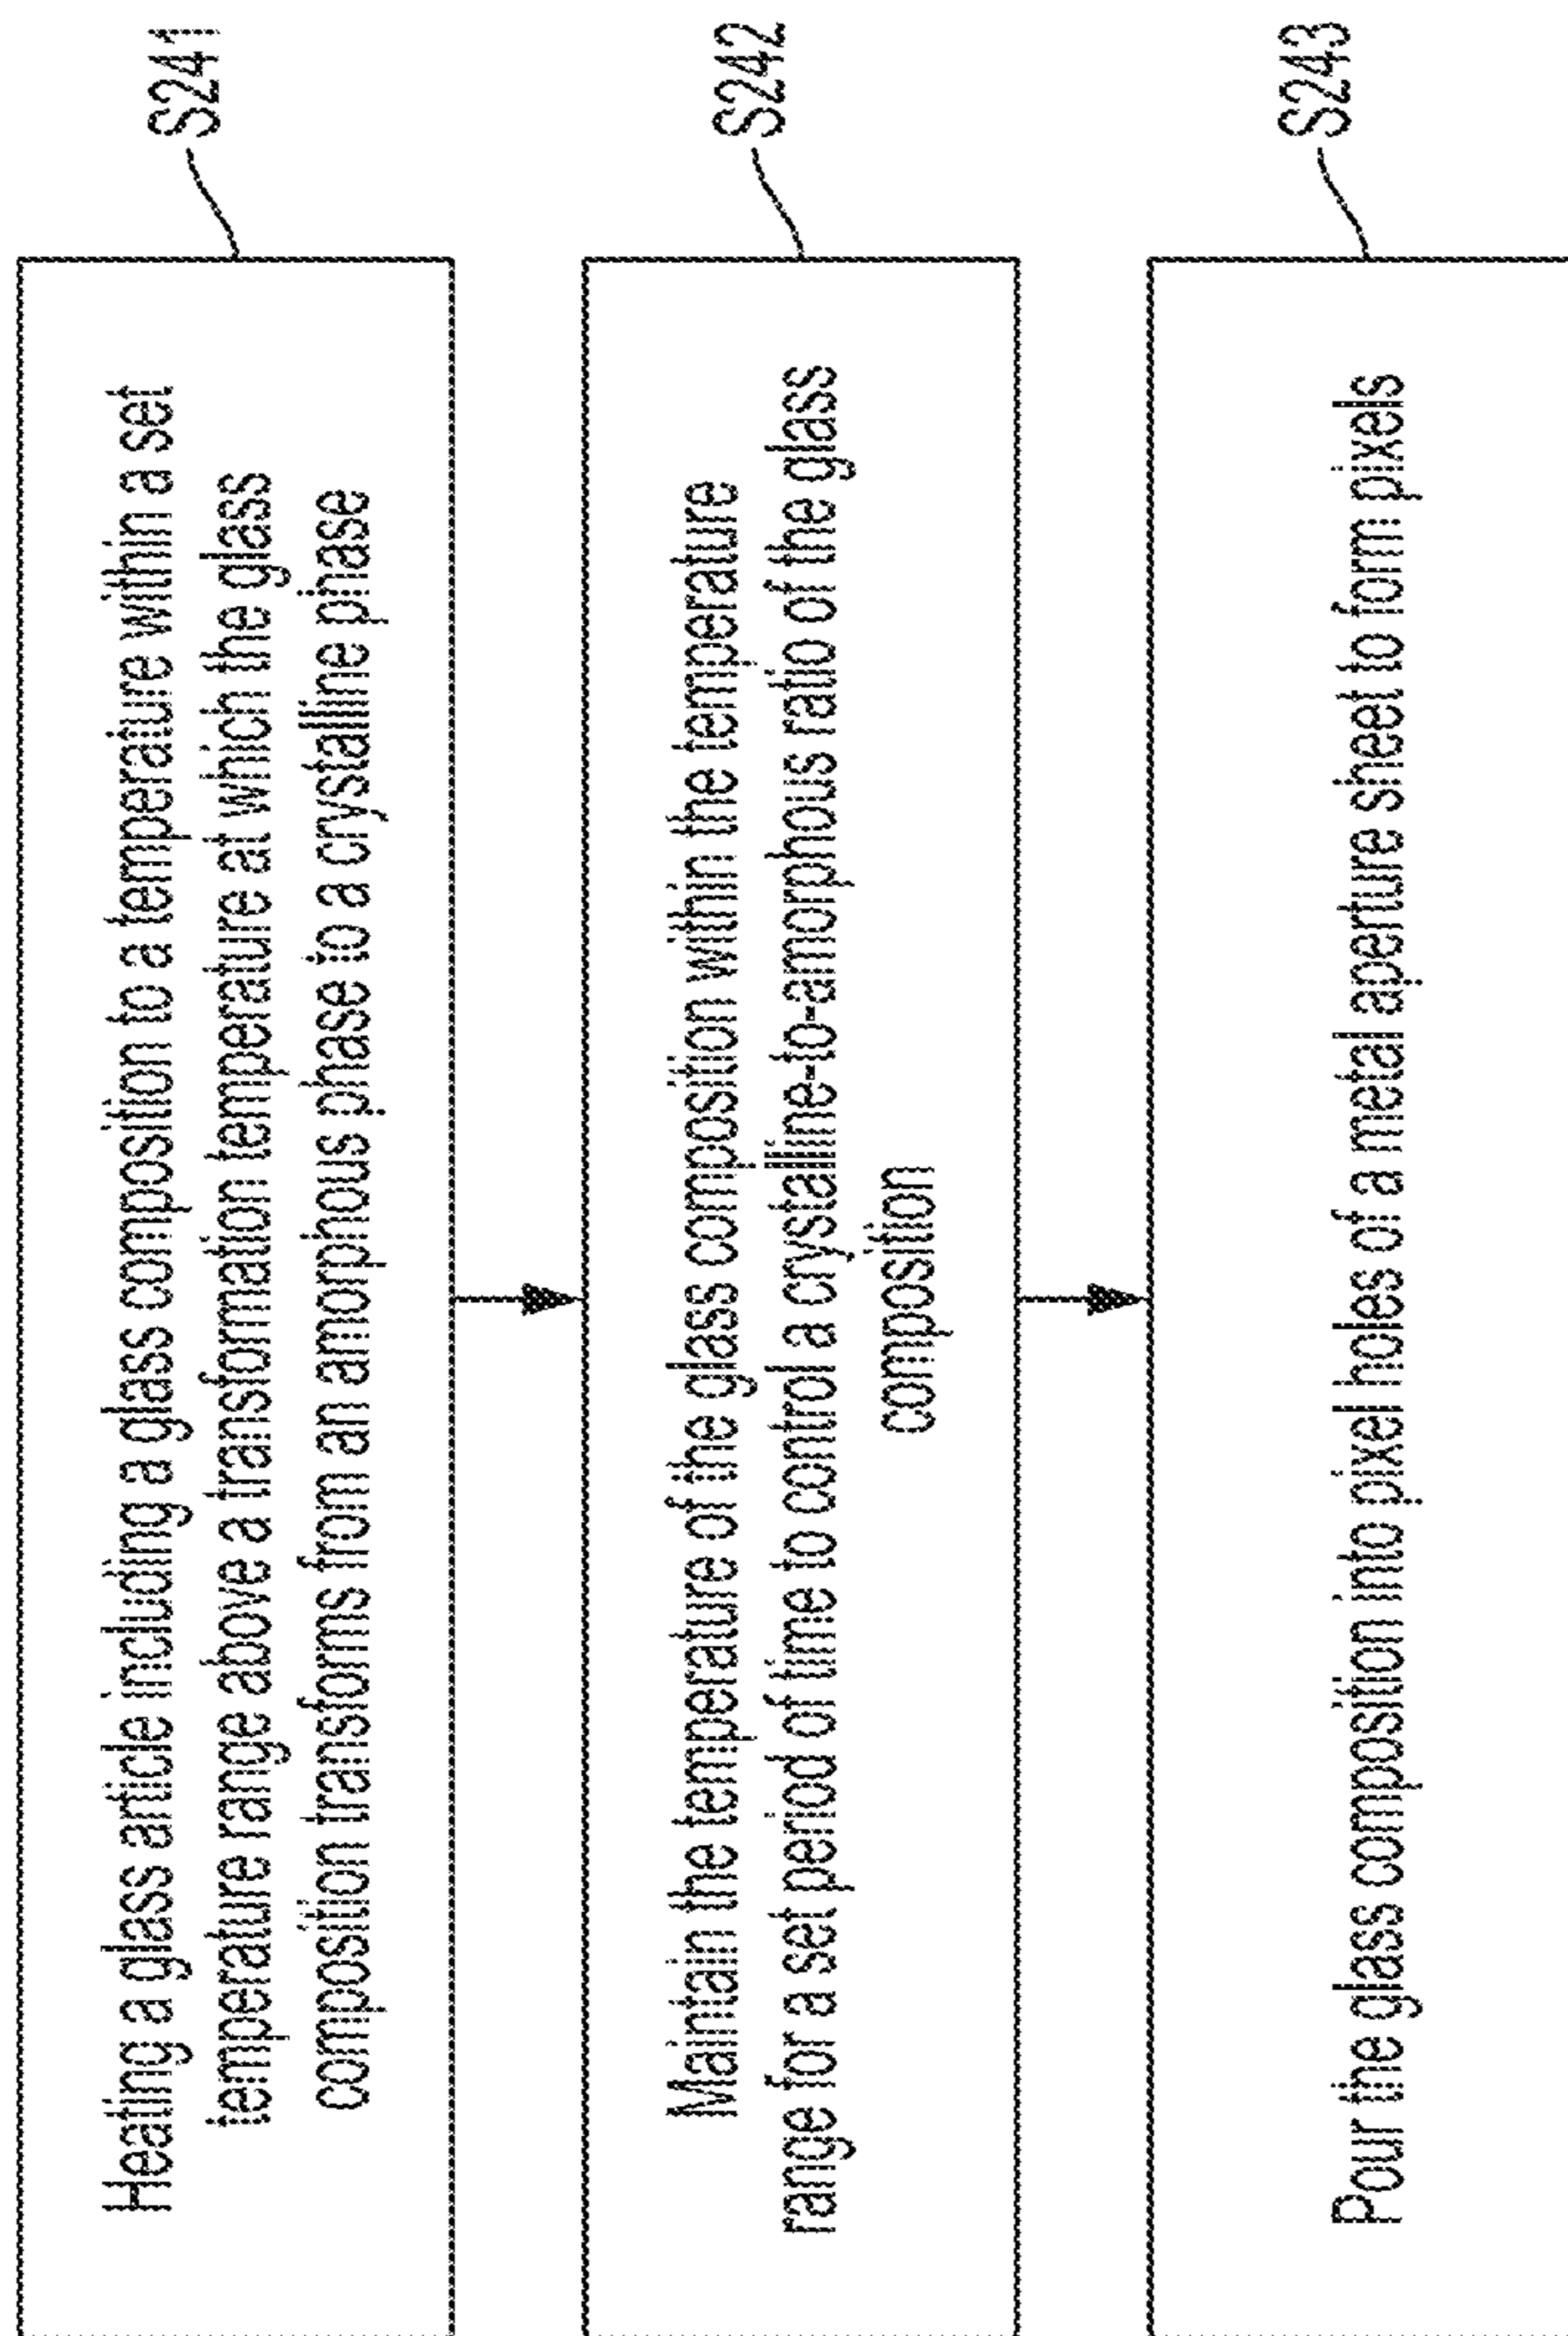 S241
Heating a glass article including a glass composition to a temperature within a set
temperature range above a transformation temperature at which the glass
composition transforms from an amorphous phase to a crystalline phase
S242
Maintain the temperature of the glass composition within the temperature
range for a set period of time to control a crystalline-to-amorphous ratio of the glass
composition
S243
Pour the glass composition into pixel holes of a metal aperture sheet to form pixels